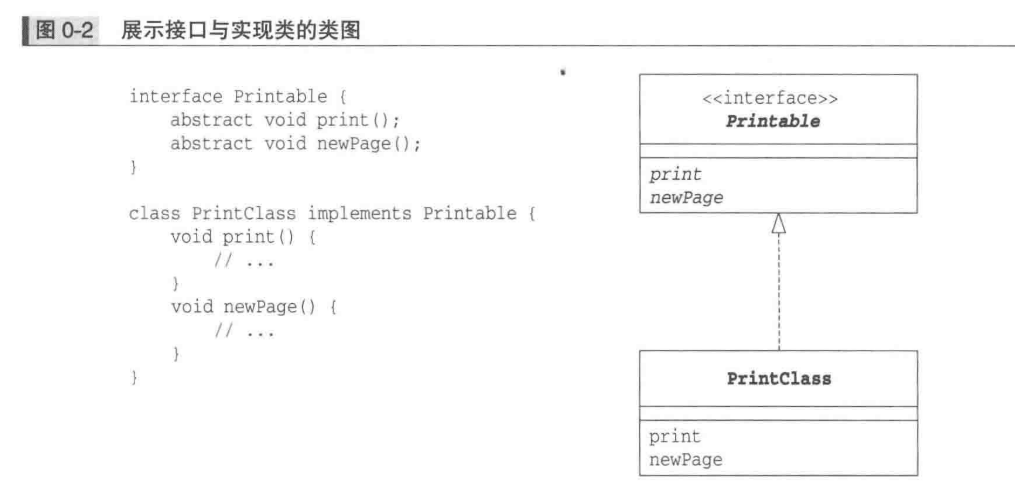 图 0-2 展示接口与实现类的类图
interface Printable {
abstract void print();
abstract void newPage();
}
class PrintClass implements Printable {
void print() {
// ...
}
void newPage() {
// ...
}
}
<<interface>>
Printable
print
newPage
PrintClass
print
newPage